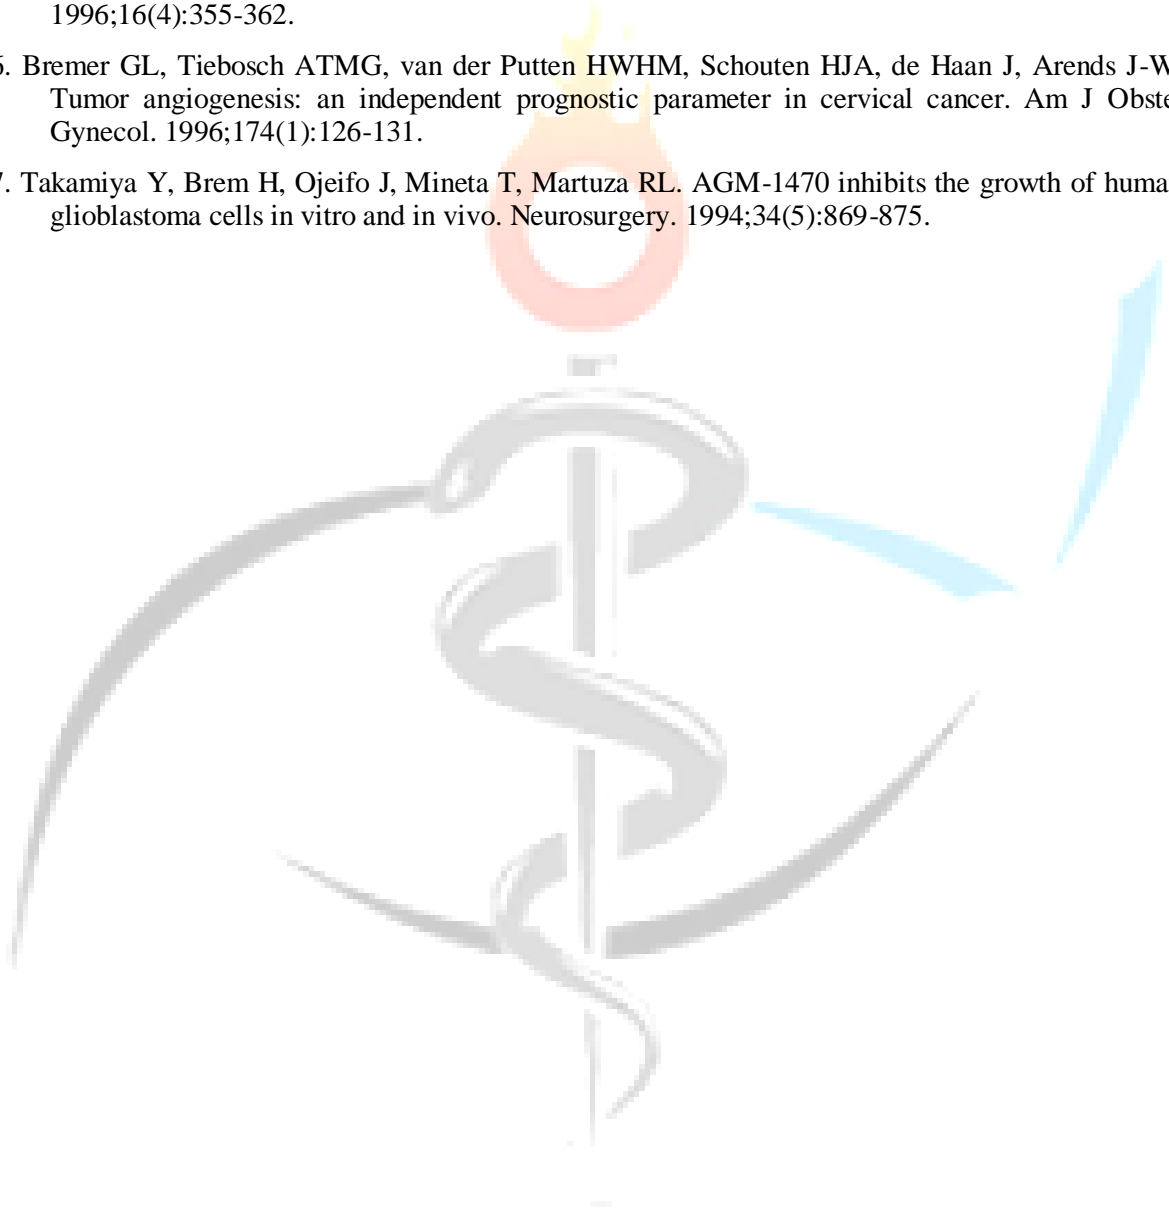 1996;16(4):355-362.
6. Bremer GL, Tiebosch ATMG, van der Putten HWHM, Schouten HJA, de Haan J, Arends J-W
Tumor angiogenesis: an independent prognostic parameter in cervical cancer. Am J Obste
Gynecol. 1996;174(1):126-131.
7. Takamiya Y, Brem H, Ojeifo J, Mineta T, Martuza RL. AGM-1470 inhibits the growth of huma
glioblastoma cells in vitro and in vivo. Neurosurgery. 1994;34(5):869-875.